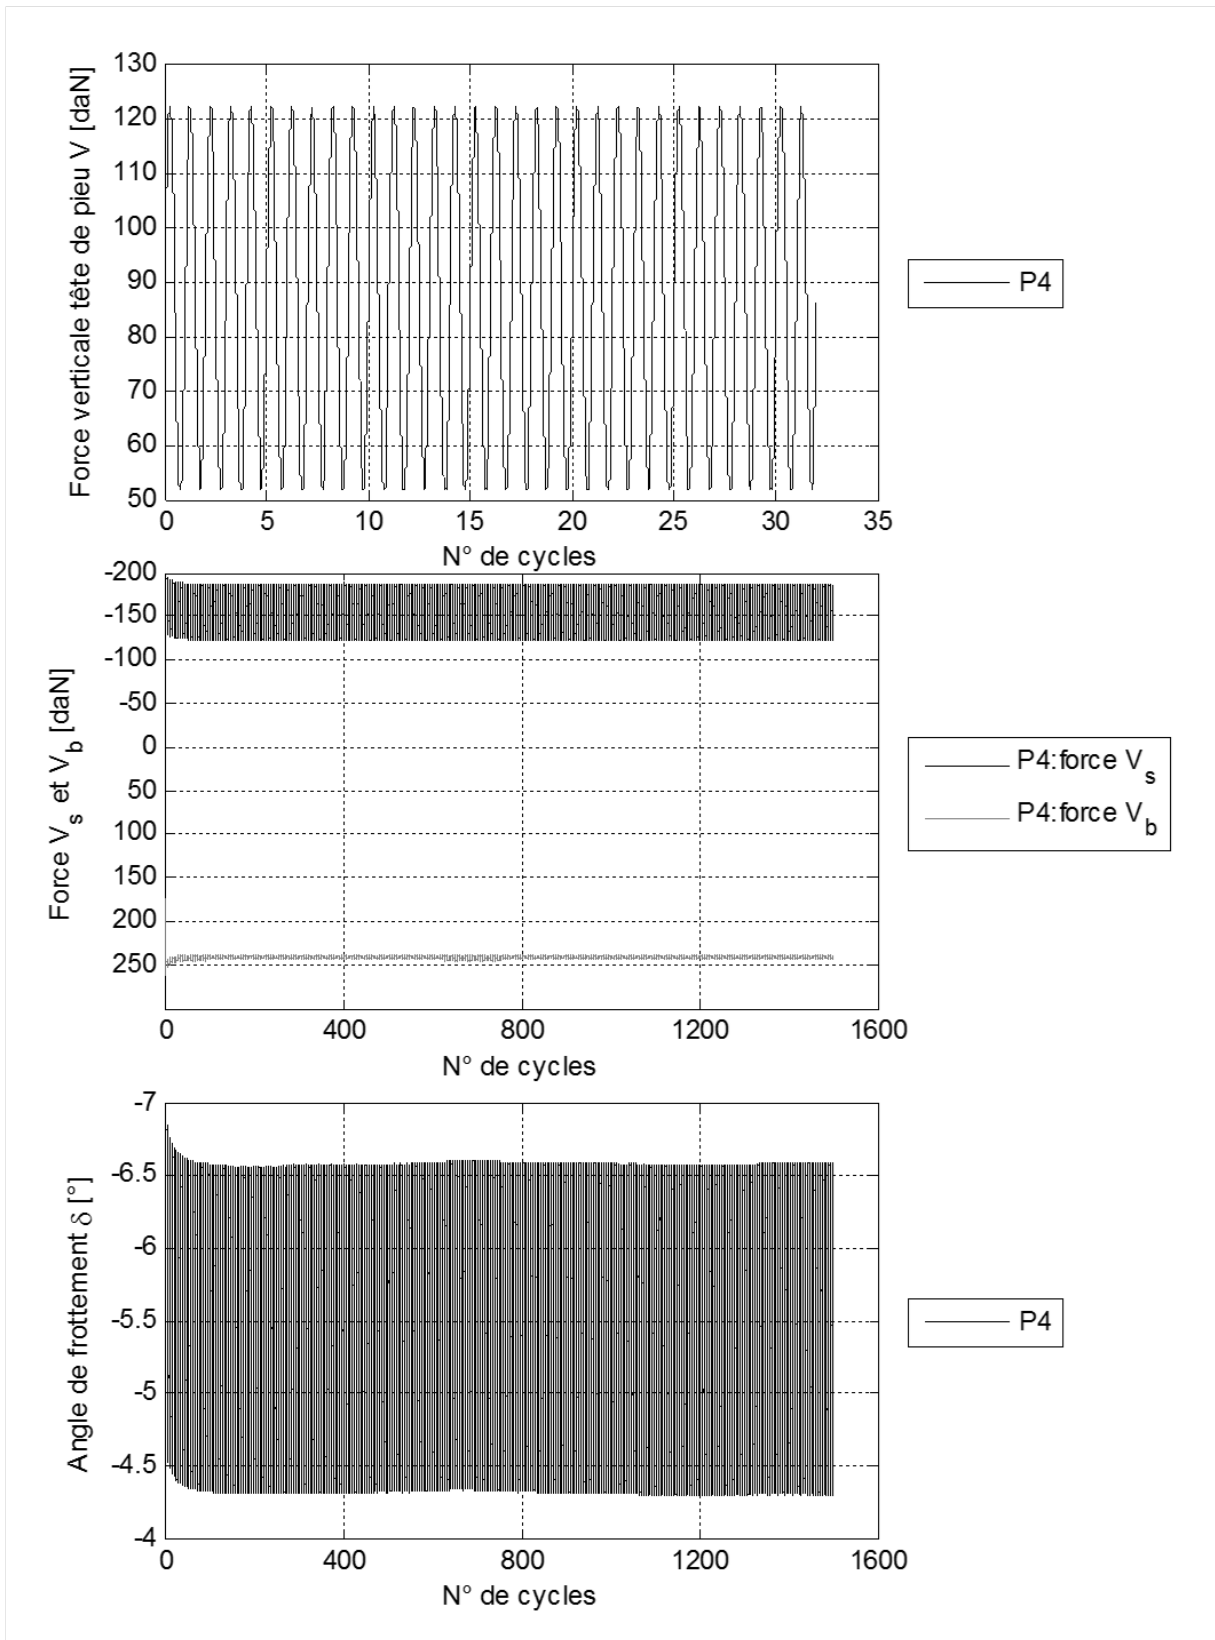 Force verticale tête de pieu V [daN]
130
120
110
100
90
80
70
60
50
0 5 10 15 20 25 30 35
N° de cycles
P4
Force V_s et V_b [daN]
-200
-150
-100
-50
0
50
100
150
200
250
0 400 800 1200 1600
N° de cycles
P4:force V_s
P4:force V_b
Angle de frottement δ [°]
-7
-6.5
-6
-5.5
-5
-4.5
-4
0 400 800 1200 1600
N° de cycles
P4